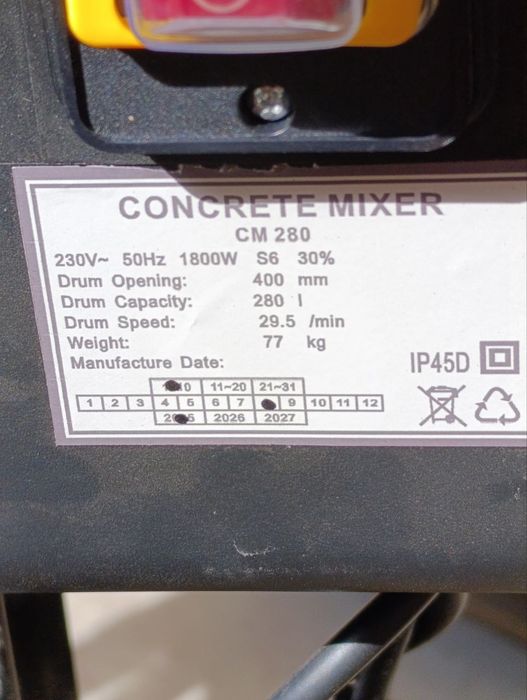 CONCRETE MIXER
CM 280
230V~ 50Hz 1800W S6 30%
Drum Opening: 400 mm
Drum Capacity: 280 l
Drum Speed: 29.5 /min
Weight: 77 kg
Manufacture Date:
IP45D
11~20 21~31
1 2 3 4 5 6 7 9 10 11 12
2026 2027